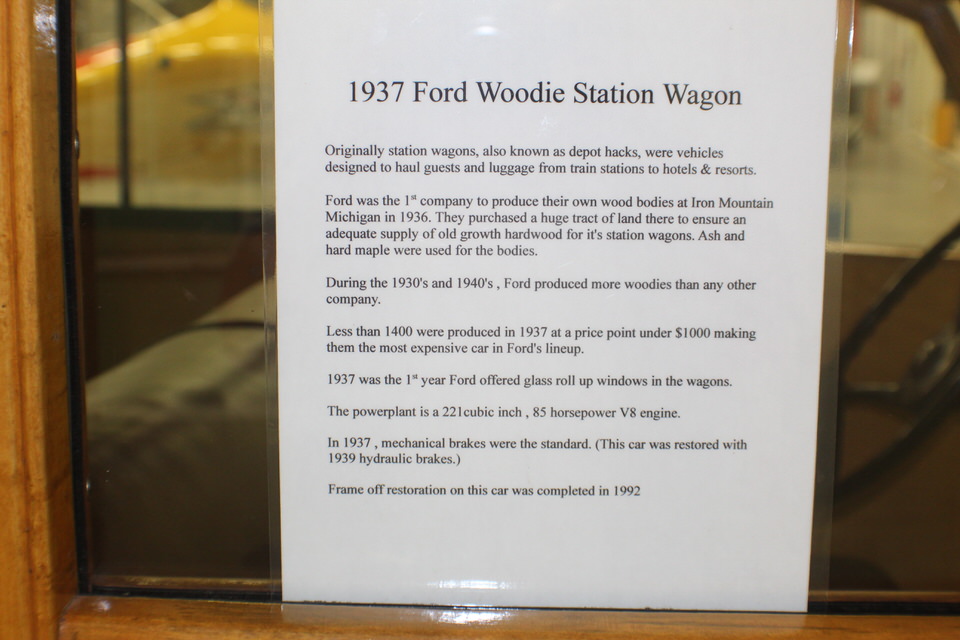 1937 Ford Woodie Station Wagon
Originally station wagons, also known as depot hacks, were vehicles
designed to haul guests and luggage from train stations to hotels & resorts.
Ford was the 1st company to produce their own wood bodies at Iron Mountain
Michigan in 1936. They purchased a huge tract of land there to ensure an
adequate supply of old growth hardwood for it's station wagons. Ash and
hard maple were used for the bodies.
During the 1930's and 1940's , Ford produced more woodies than any other
company.
Less than 1400 were produced in 1937 at a price point under $1000 making
them the most expensive car in Ford's lineup.
1937 was the 1st year Ford offered glass roll up windows in the wagons.
The powerplant is a 221cubic inch , 85 horsepower V8 engine.
In 1937 , mechanical brakes were the standard. (This car was restored with
1939 hydraulic brakes.)
Frame off restoration on this car was completed in 1992